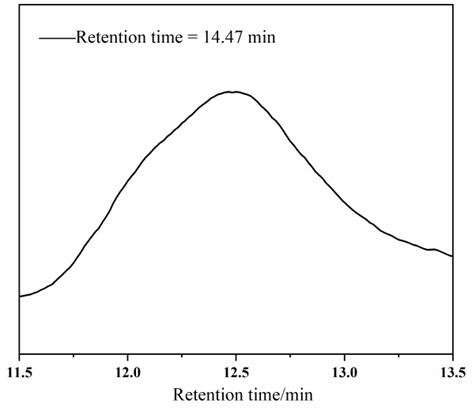 Retention time = 14.47 min
11.5 12.0 12.5 13.0 13.5
Retention time/min